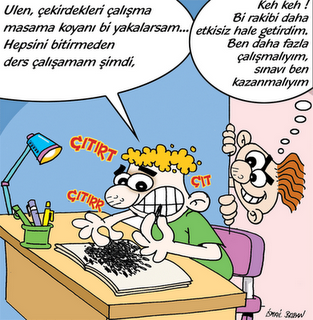 Ulen, çekirdekleri çalışma
masama koyanı bi yakalarsam...
Hepsini bitirmeden
ders çalışamam şimdi,
Keh keh !
Bi rakibi daha
etkisiz hale getirdim.
Ben daha fazla
çalışmalıyım,
sınavı ben
kazanmalıyım
ÇITIRT
ÇIT
ÇITIRR